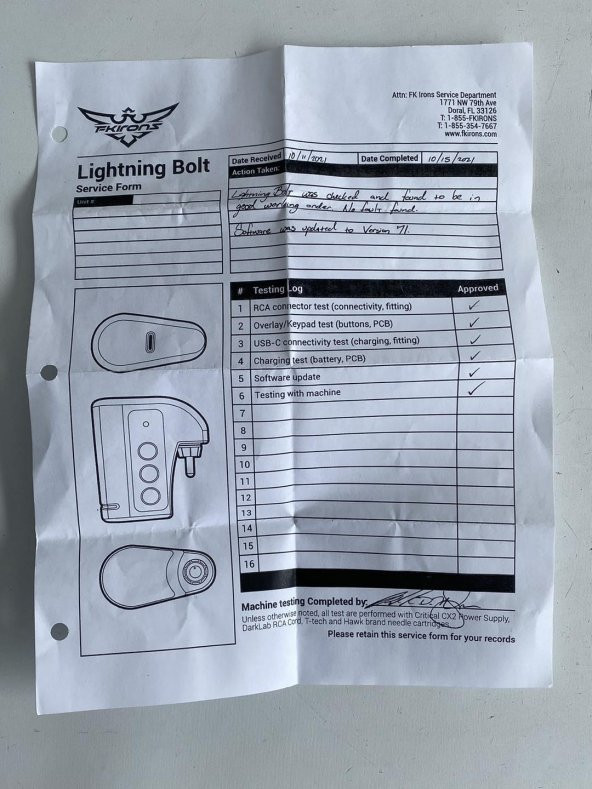 Attn: FK Irons Service Department
1771 NW 79th Ave
Doral, FL 33126
T: 1-855-FKIRONS
T: 1-855-354-7667
www.fkirons.com
FKIRONS
Lightning Bolt
Service Form
Unit #
Date Received 10/11/2021 Date Completed 10/15/2021
Action Taken:
Lightning Bolt was checked and found to be in
good working order. No faults found.
Software was updated to Version 71.
# Testing Log Approved
1 RCA connector test (connectivity, fitting) ✓
2 Overlay/Keypad test (buttons, PCB) ✓
3 USB-C connectivity test (charging, fitting) ✓
4 Charging test (battery, PCB) ✓
5 Software update ✓
6 Testing with machine ✓
7
8
9
10
11
12
13
14
15
16
Machine testing Completed by:
Unless otherwise noted, all test are performed with Critical CX2 Power Supply,
DarkLab RCA Cord, T-tech and Hawk brand needle cartridges
Please retain this service form for your records